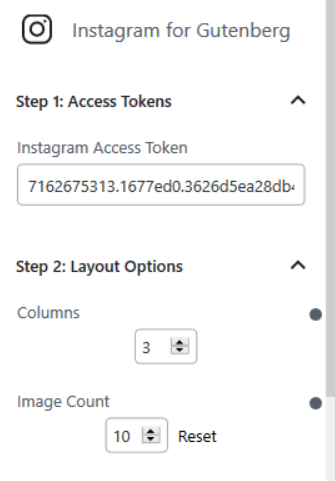 Instagram for Gutenberg
Step 1: Access Tokens
Instagram Access Token
7162675313.1677ed0.3626d5ea28db
Step 2: Layout Options
Columns
3
Image Count
10 Reset